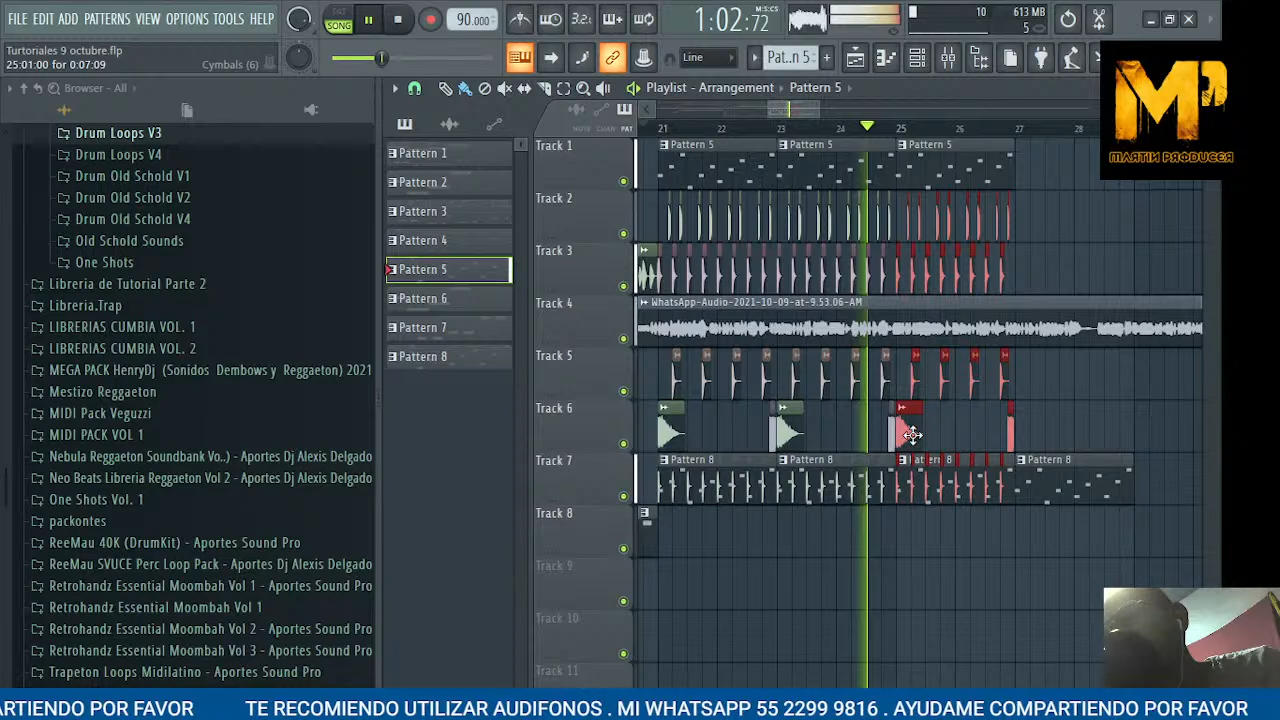 FILE EDIT ADD PATTERNS VIEW OPTIONS TOOLS HELP
PAT
SONG
90.000
3.2
1:02:72
M:S:CS
10
613 MB
5
Turtoriales 9 octubre.flp
25:01:00 for 0:07:09
Cymbals (6)
Line
Pat..n 5
MARTIN PRODUCER
Browser - All
Playlist - Arrangement
Pattern 5
NOTE CHAN PAT
21 22 23 24 25 26 27 28
Drum Loops V3
Drum Loops V4
Drum Old Schold V1
Drum Old Schold V2
Drum Old Schold V4
Old Schold Sounds
One Shots
Libreria de Tutorial Parte 2
Libreria.Trap
LIBRERIAS CUMBIA VOL. 1
LIBRERIAS CUMBIA VOL. 2
MEGA PACK HenryDj (Sonidos Dembows y Reggaeton) 2021
Mestizo Reggaeton
MIDI Pack Veguzzi
MIDI PACK VOL 1
Nebula Reggaeton Soundbank Vo..) - Aportes Dj Alexis Delgado
Neo Beats Libreria Reggaeton Vol 2 - Aportes Dj Alexis Delgado
One Shots Vol. 1
packontes
ReeMau 40K (DrumKit) - Aportes Sound Pro
ReeMau SVUCE Perc Loop Pack - Aportes Dj Alexis Delgado
Retrohandz Essential Moombah Vol 1 - Aportes Sound Pro
Retrohandz Essential Moombah Vol 1
Retrohandz Essential Moombah Vol 2 - Aportes Sound Pro
Retrohandz Essential Moombah Vol 3 - Aportes Sound Pro
Trapeton Loops Midilatino - Aportes Sound Pro
Pattern 1
Pattern 2
Pattern 3
Pattern 4
Pattern 5
Pattern 6
Pattern 7
Pattern 8
Track 1
Pattern 5
Pattern 5
Pattern 5
Track 2
Track 3
Track 4
WhatsApp-Audio-2021-10-09-at-9.53.06-AM
Track 5
Track 6
Track 7
Pattern 8
Pattern 8
Pattern 8
Pattern 8
Track 8
Track 9
Track 10
Track 11
ARTIENDO POR FAVOR TE RECOMIENDO UTILIZAR AUDIFONOS . MI WHATSAPP 55 2299 9816 . AYUDAME COMPARTIENDO POR FAVOR